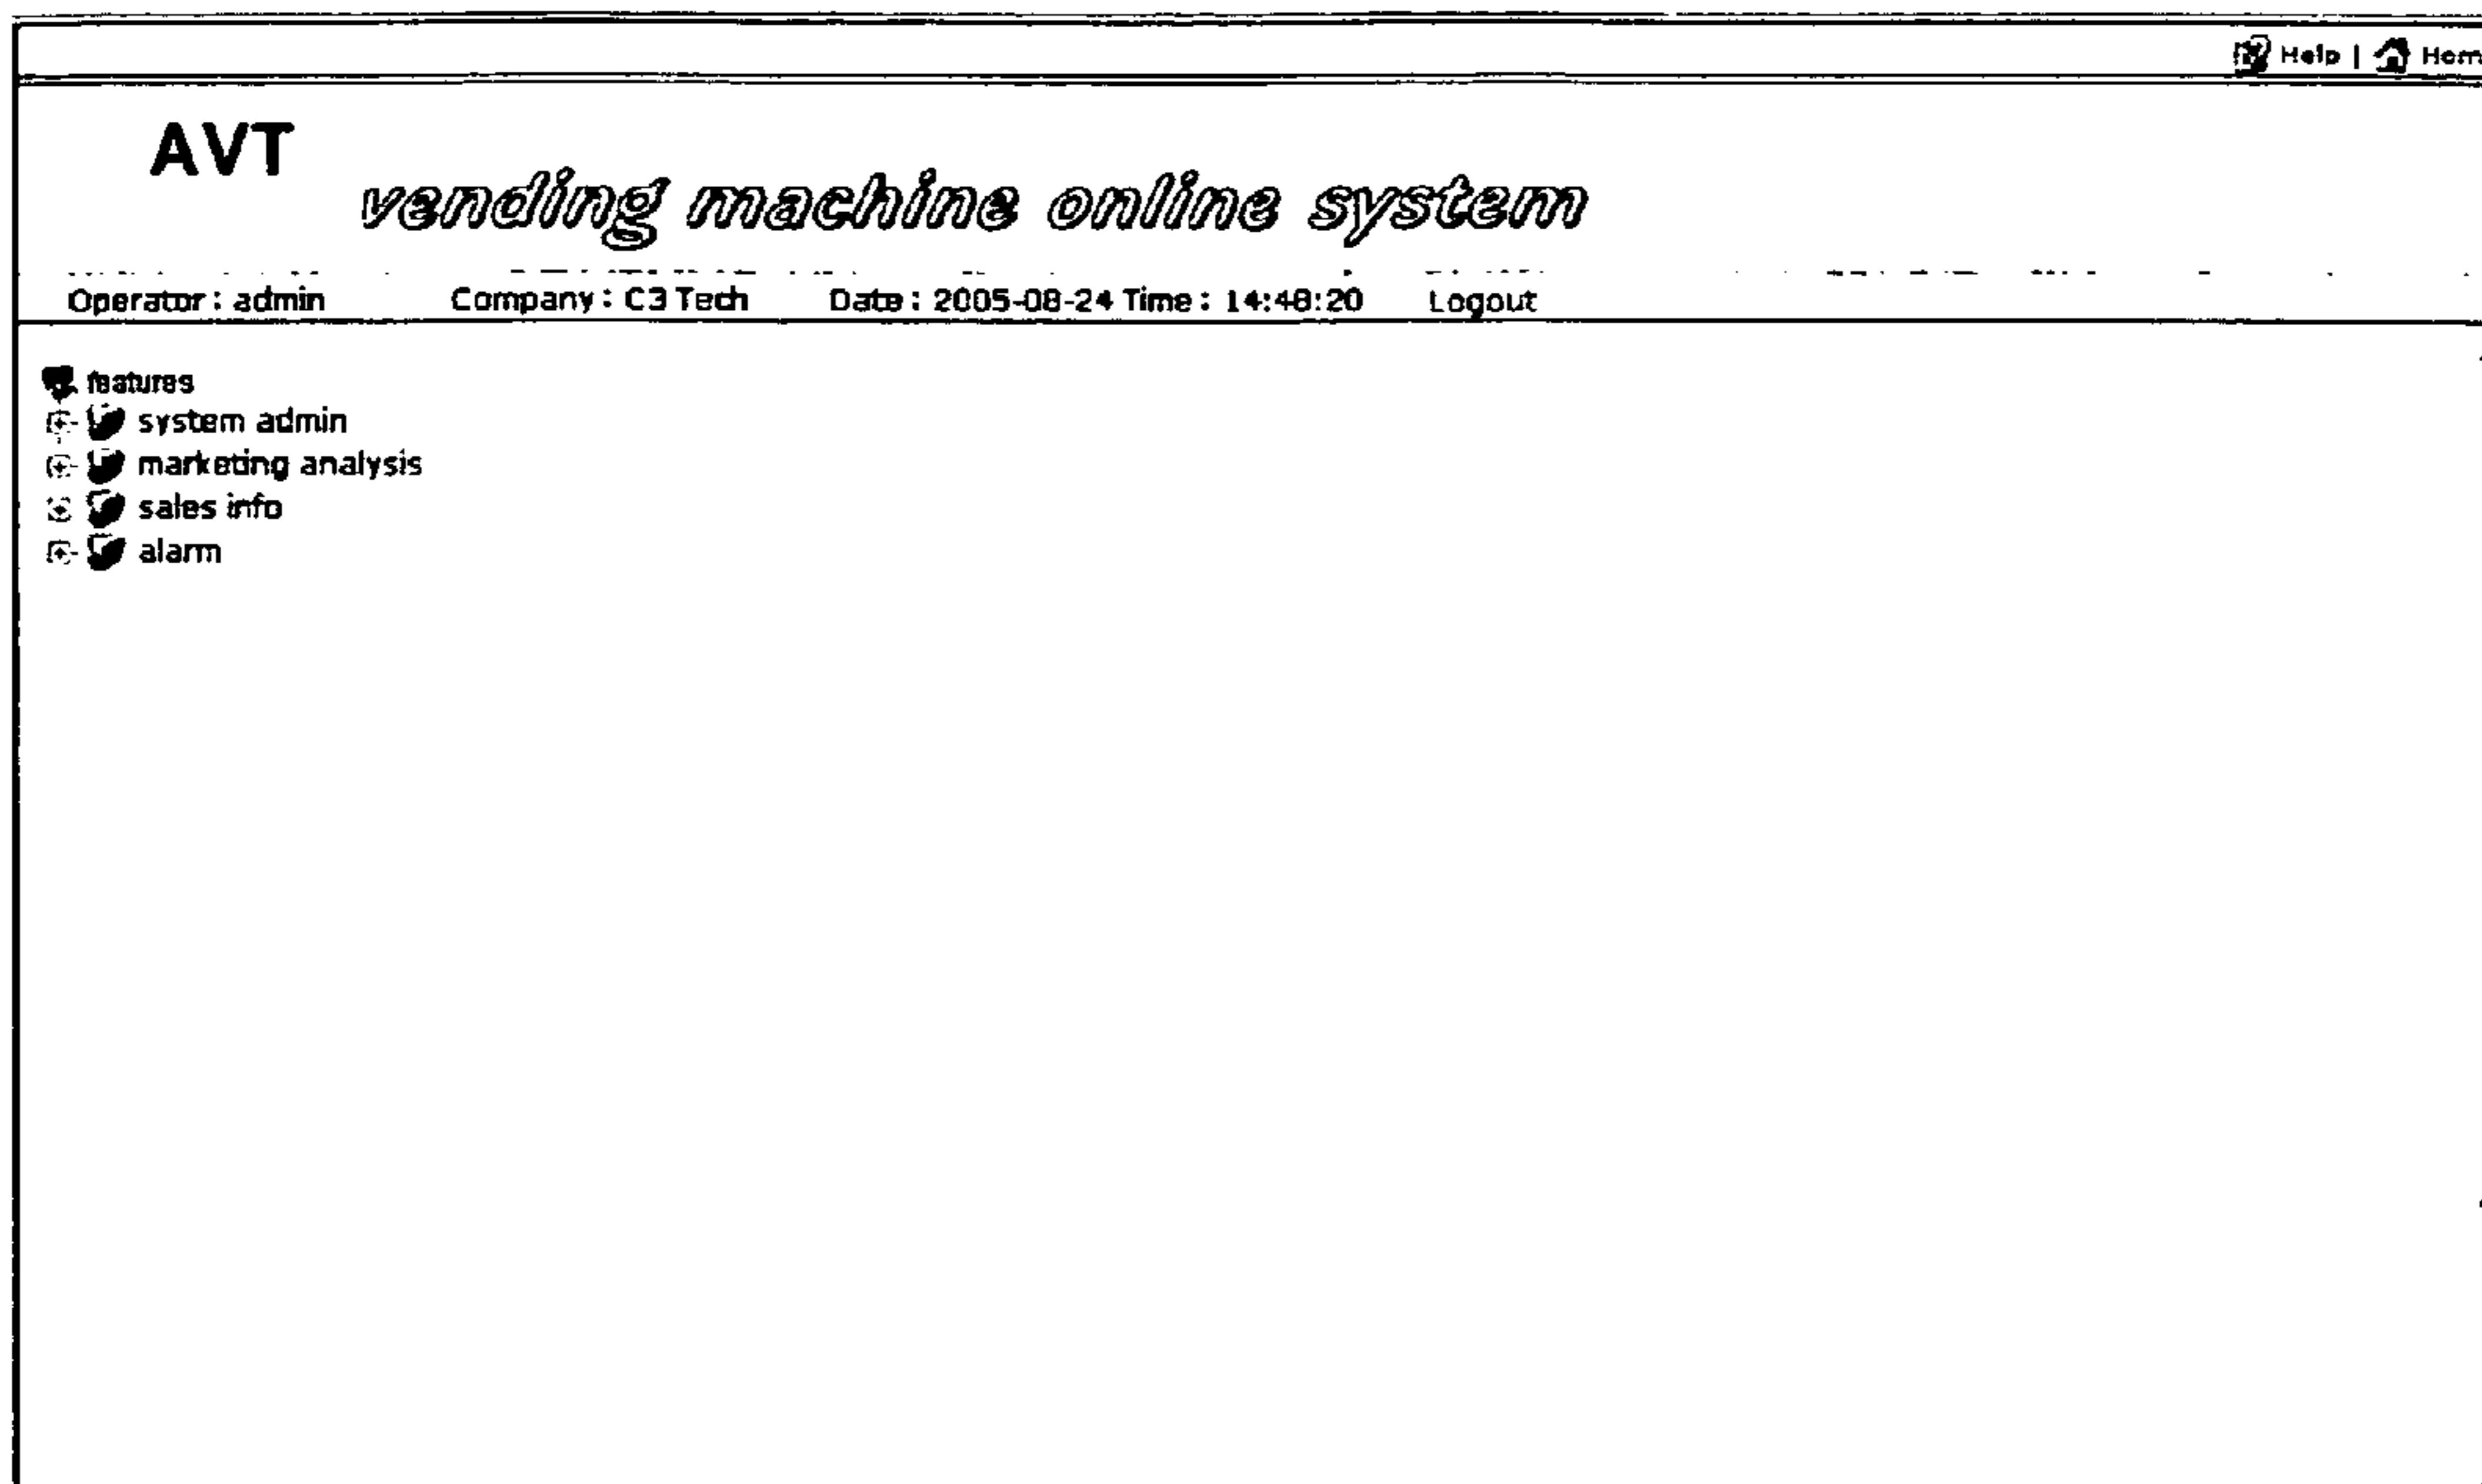 Help | Hom
AVT
vending machine online system
Operator : admin Company : C3 Tech Date : 2005-08-24 Time : 14:48:20 Logout
features
system admin
marketing analysis
sales info
alarm